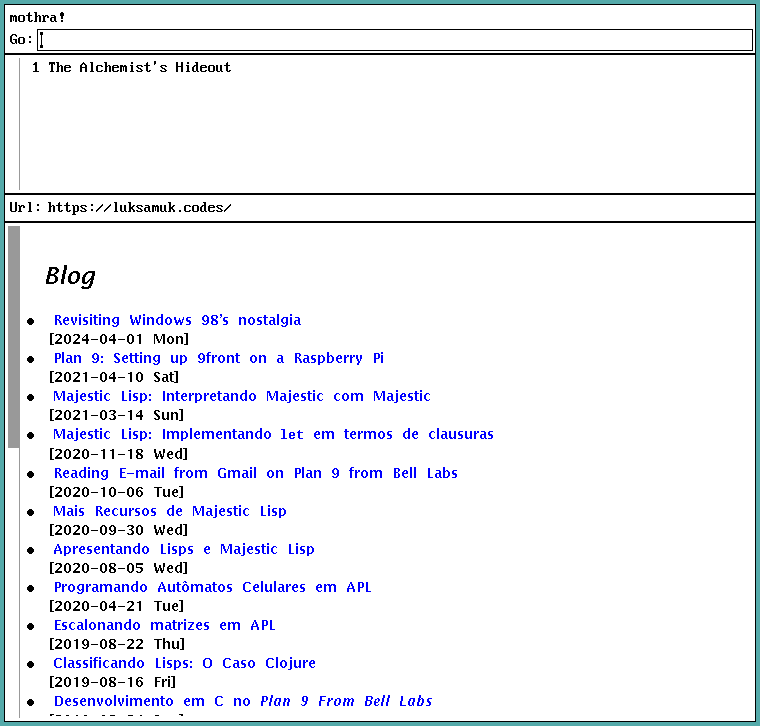 mothra!
Go:
1 The Alchemist's Hideout
Url: https://luksamuk.codes/
Blog
• Revisiting Windows 98's nostalgia
[2024-04-01 Mon]
• Plan 9: Setting up 9front on a Raspberry Pi
[2021-04-10 Sat]
• Majestic Lisp: Interpretando Majestic com Majestic
[2021-03-14 Sun]
• Majestic Lisp: Implementando let em termos de clausuras
[2020-11-18 Wed]
• Reading E-mail from Gmail on Plan 9 from Bell Labs
[2020-10-06 Tue]
• Mais Recursos de Majestic Lisp
[2020-09-30 Wed]
• Apresentando Lisps e Majestic Lisp
[2020-08-05 Wed]
• Programando Autômatos Celulares em APL
[2020-04-21 Tue]
• Escalonando matrizes em APL
[2019-08-22 Thu]
• Classificando Lisps: O Caso Clojure
[2019-08-16 Fri]
• Desenvolvimento em C no Plan 9 From Bell Labs